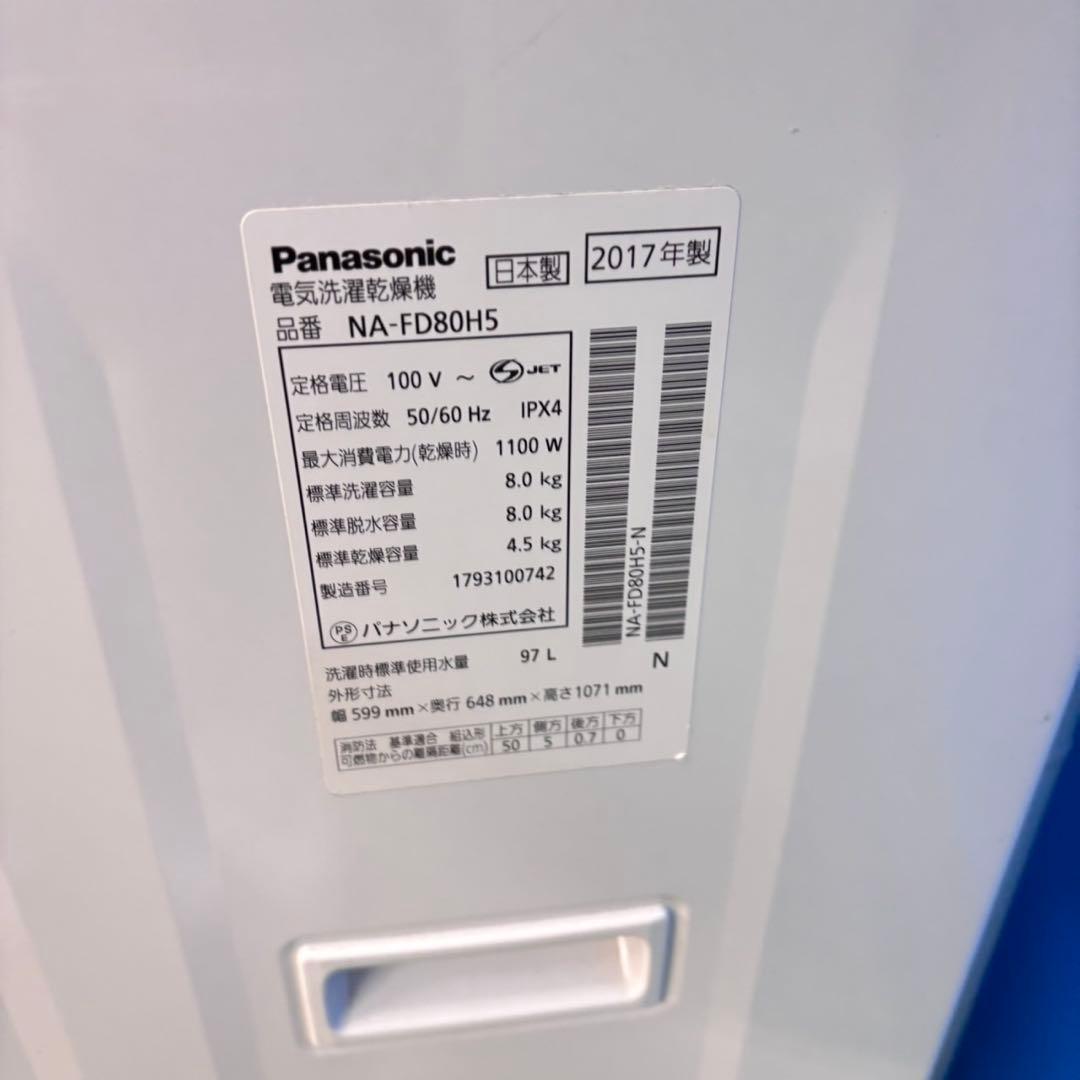 Panasonic
日本製
2017年製
電気洗濯乾燥機
品番 NA-FD80H5
定格電圧 100 V ～ S JET
定格周波数 50/60 Hz IPX4
最大消費電力(乾燥時) 1100 W
標準洗濯容量 8.0 kg
標準脱水容量 8.0 kg
標準乾燥容量 4.5 kg
製造番号 1793100742
PS E パナソニック株式会社
NA-FD80H5-N
N
洗濯時標準使用水量 97 L
外形寸法
幅 599 mm×奥行 648 mm×高さ1071 mm
消防法 基準適合 組込形 上方 側方 後方 下方
可燃物からの離隔距離(cm) 50 5 0.7 0